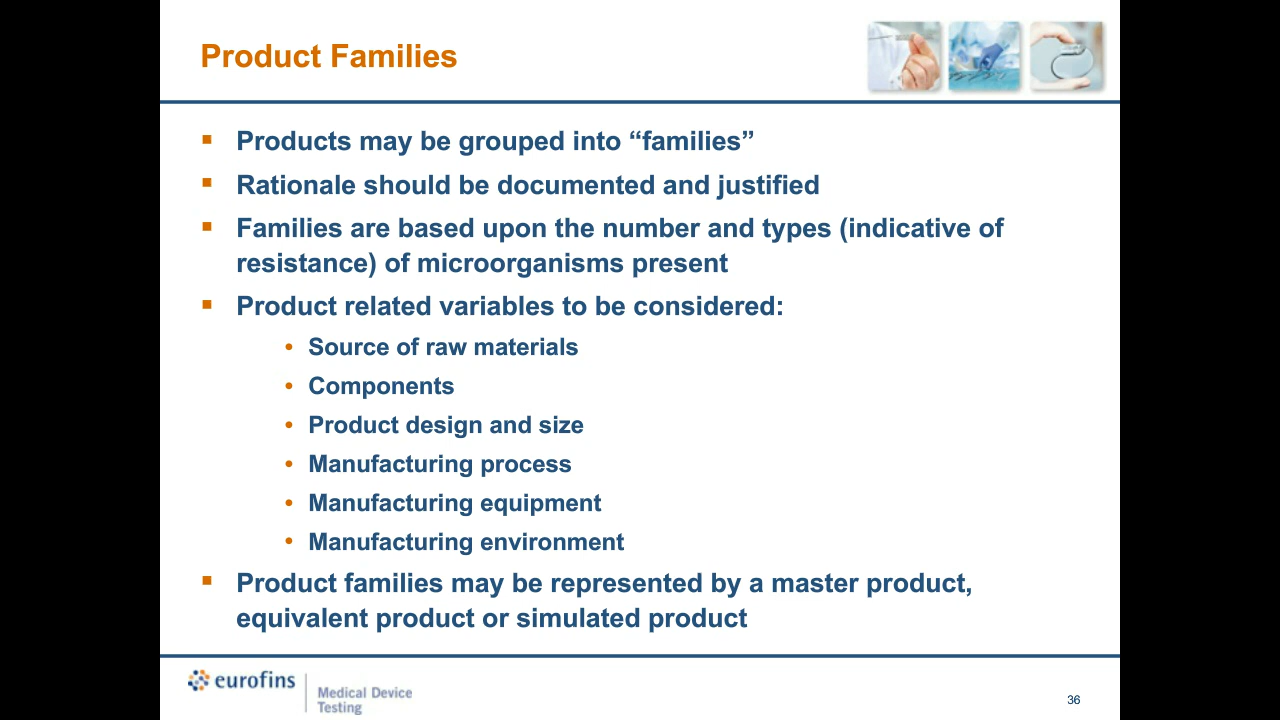 Product Families
▪ Products may be grouped into “families”
▪ Rationale should be documented and justified
▪ Families are based upon the number and types (indicative of
resistance) of microorganisms present
▪ Product related variables to be considered:
• Source of raw materials
• Components
• Product design and size
• Manufacturing process
• Manufacturing equipment
• Manufacturing environment
▪ Product families may be represented by a master product,
equivalent product or simulated product
eurofins
Medical Device
Testing
36